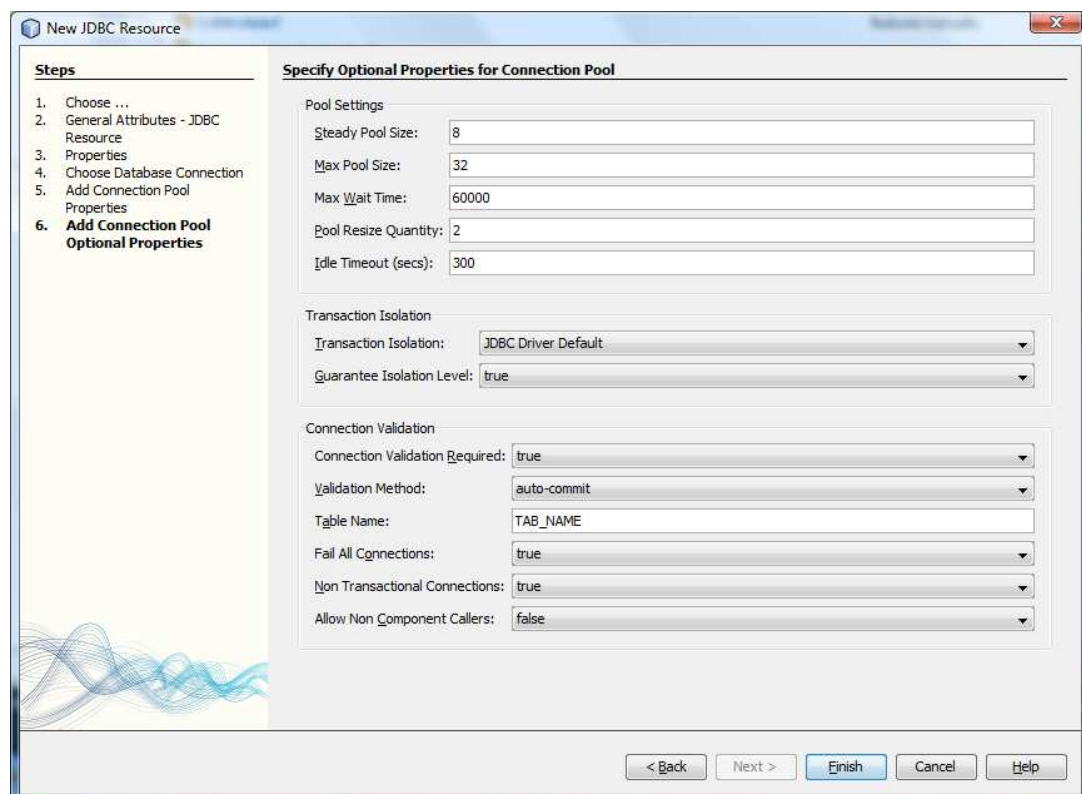 New JDBC Resource
Steps
1. Choose ...
2. General Attributes - JDBC
Resource
3. Properties
4. Choose Database Connection
5. Add Connection Pool
Properties
6. Add Connection Pool
Optional Properties
Specify Optional Properties for Connection Pool
Pool Settings
Steady Pool Size: 8
Max Pool Size: 32
Max Wait Time: 60000
Pool Resize Quantity: 2
Idle Timeout (secs): 300
Transaction Isolation
Transaction Isolation: JDBC Driver Default
Guarantee Isolation Level: true
Connection Validation
Connection Validation Required: true
Validation Method: auto-commit
Table Name: TAB_NAME
Fail All Connections: true
Non Transactional Connections: true
Allow Non Component Callers: false
< Back Next > Finish Cancel Help